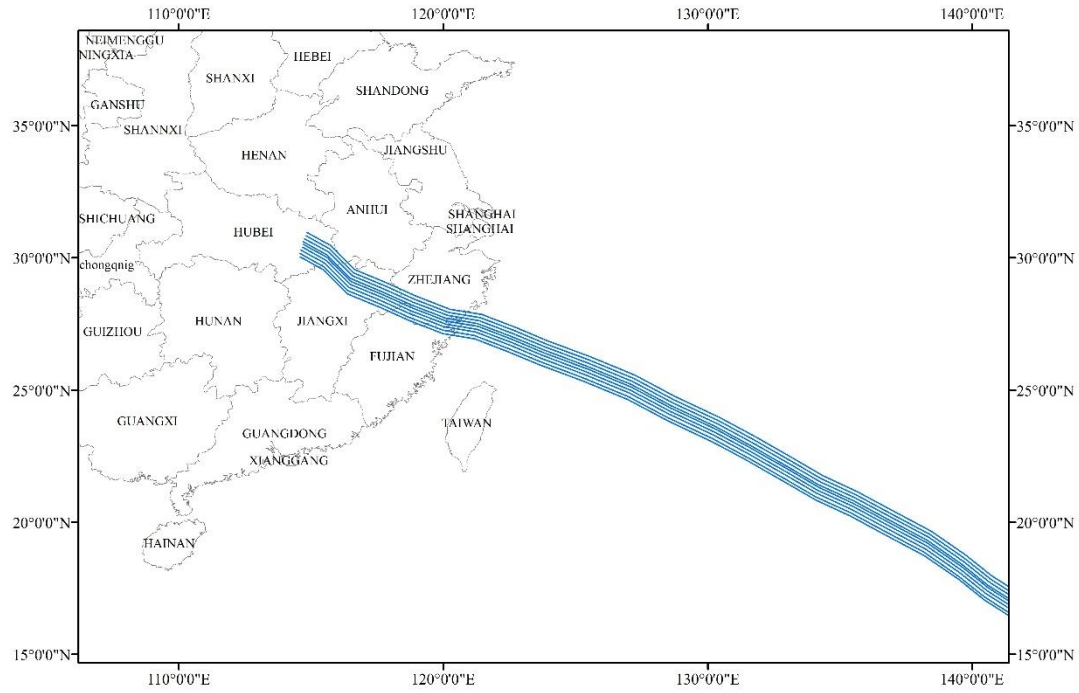 110°0'0"E
120°0'0"E
130°0'0"E
140°0'0"E
NEIMENGGU
NINGXIA
HEBEI
SHANXI
SHANDONG
GANSHU
35°0'0"N
SHANNXI
35°0'0"N
JIANGSHU
HENAN
ANHUI
SHICHUANG
SHANGHAI
HUBEI
SHANGHAI
30°0'0"N
chongqnig
30°0'0"N
ZHEJIANG
GUIZHOU
HUNAN
JIANGXI
FUJIAN
25°0'0"N
25°0'0"N
GUANGXI
TAIWAN
GUANGDONG
XIANGGANG
20°0'0"N
20°0'0"N
HAINAN
15°0'0"N
15°0'0"N
110°0'0"E
120°0'0"E
130°0'0"E
140°0'0"E